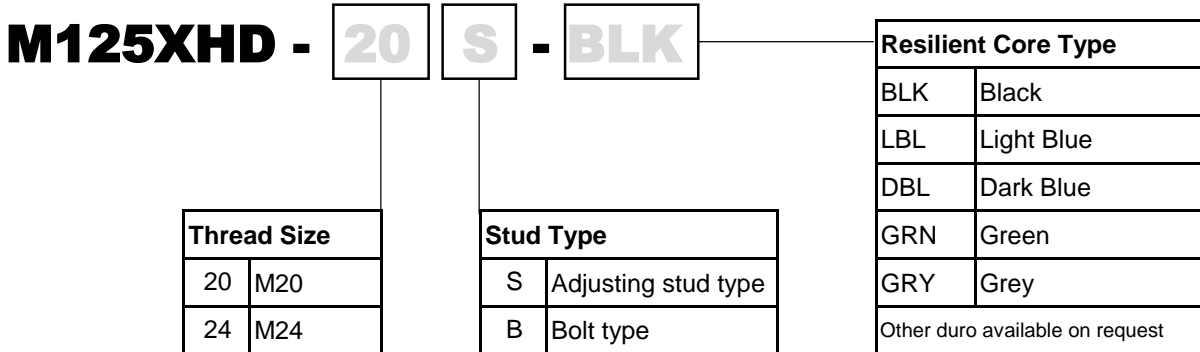 M125XHD - 20 S - BLK
Resilient Core Type
BLK Black
LBL Light Blue
DBL Dark Blue
GRN Green
GRY Grey
Other duro available on request
Thread Size
20 M20
24 M24
Stud Type
S Adjusting stud type
B Bolt type